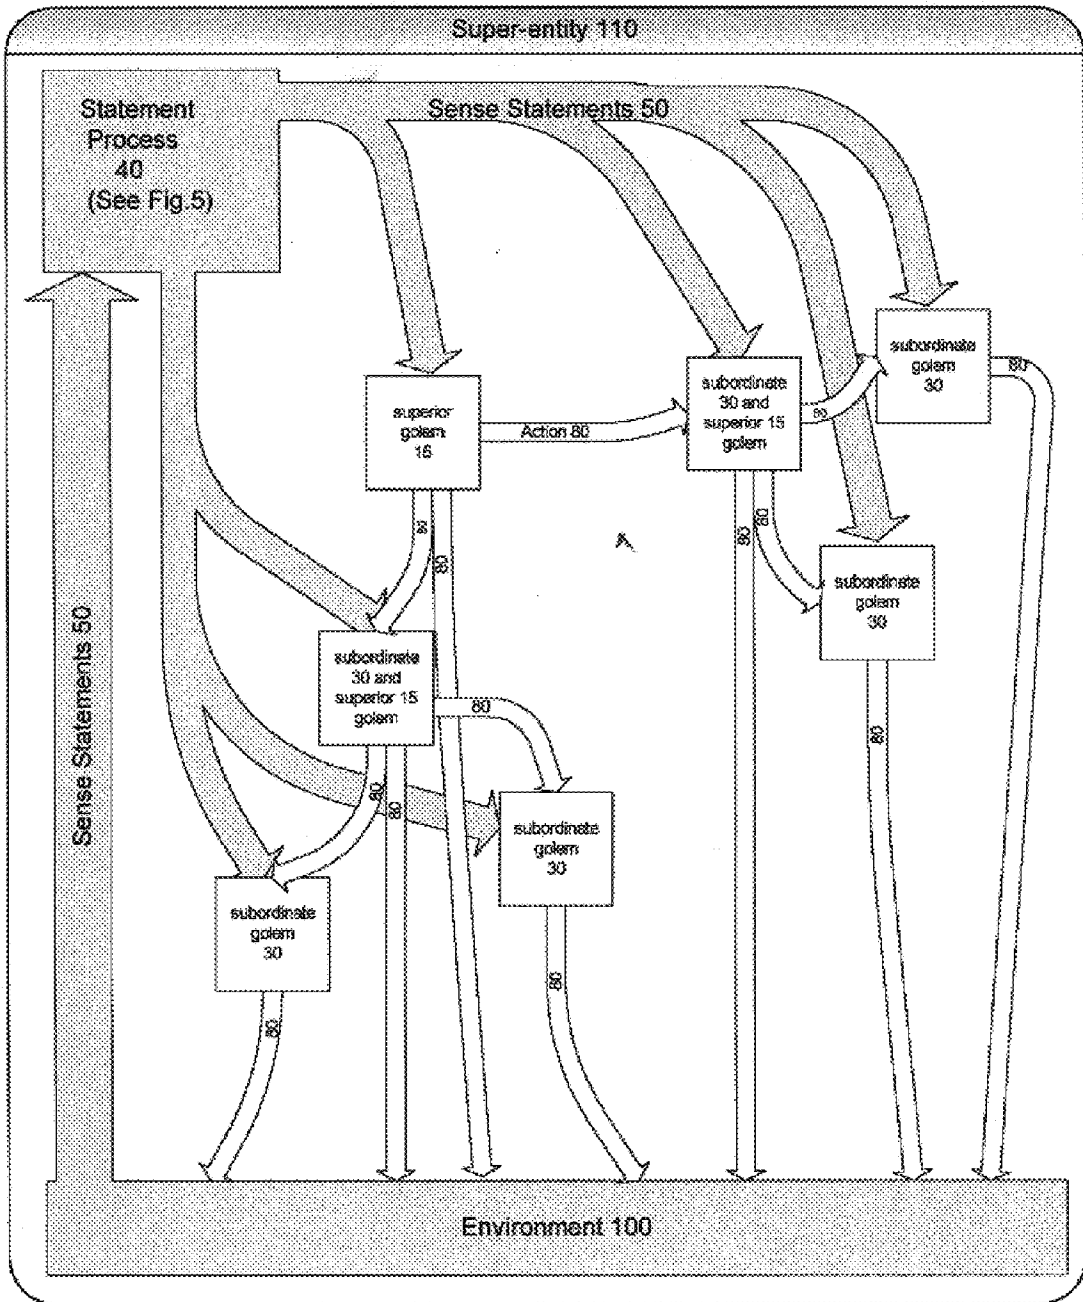 Super-entity 110
Statement
Process
40
(See Fig.5)
Sense Statements 50
subordinate
golem
30
80
superior
golem
15
Action 80
subordinate
30 and
superior 15
golem
80
80
80
80
80
subordinate
golem
30
80
subordinate
30 and
superior 15
golem
80
80
80
subordinate
golem
30
80
subordinate
golem
30
80
Sense Statements 50
80
Environment 100